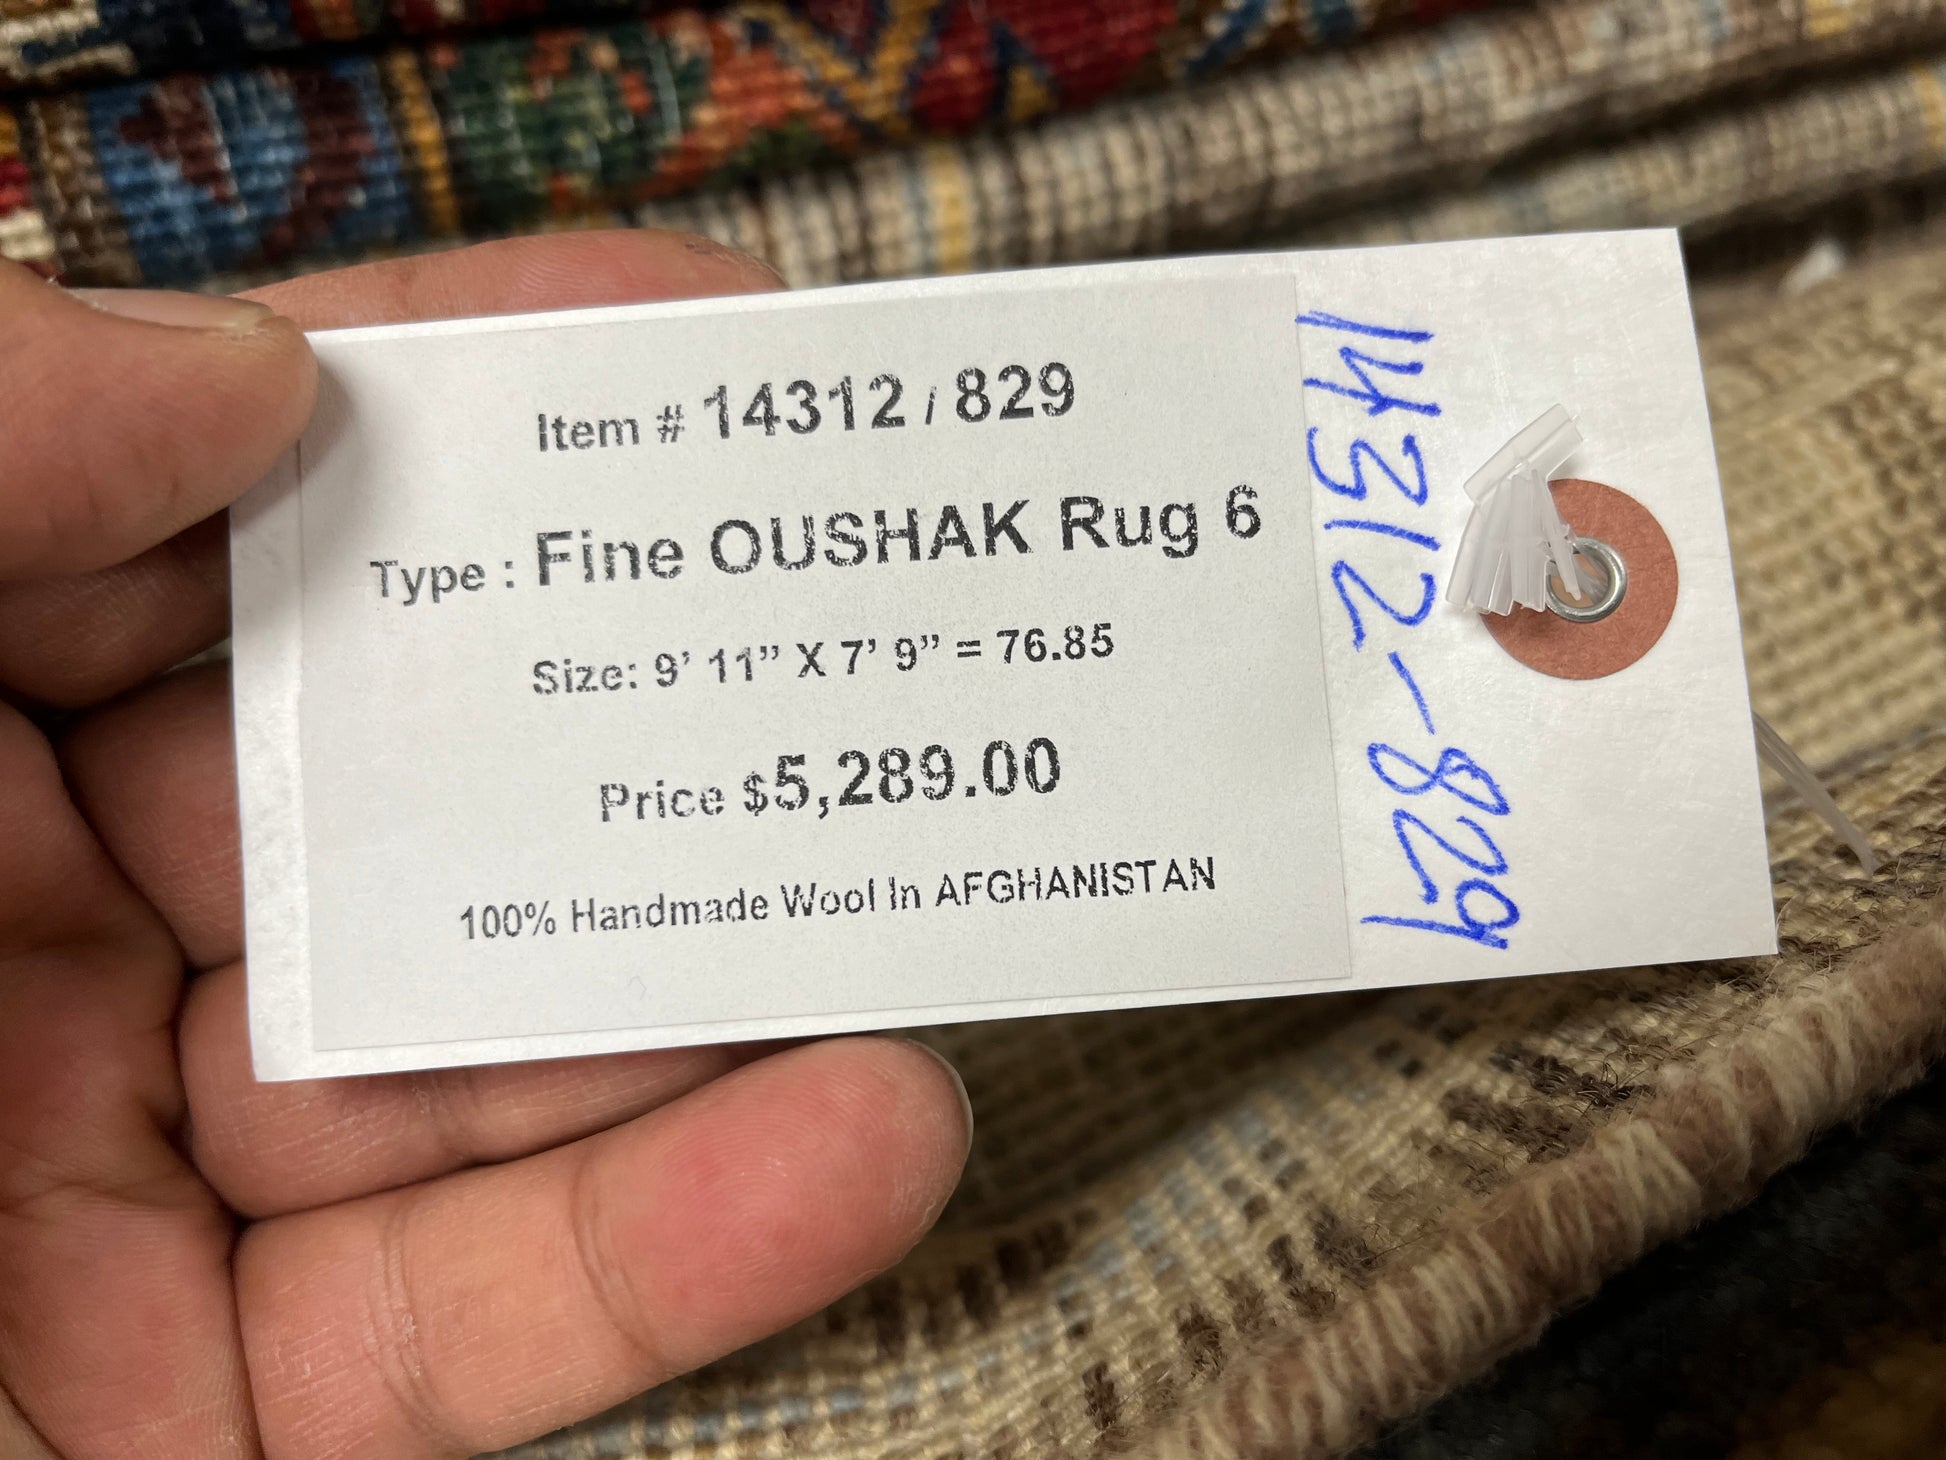 Item # 14312 / 829
Type : Fine OUSHAK Rug 6
Size: 9’ 11” X 7’ 9” = 76.85
Price $5,289.00
100% Handmade Wool In AFGHANISTAN
14312-829